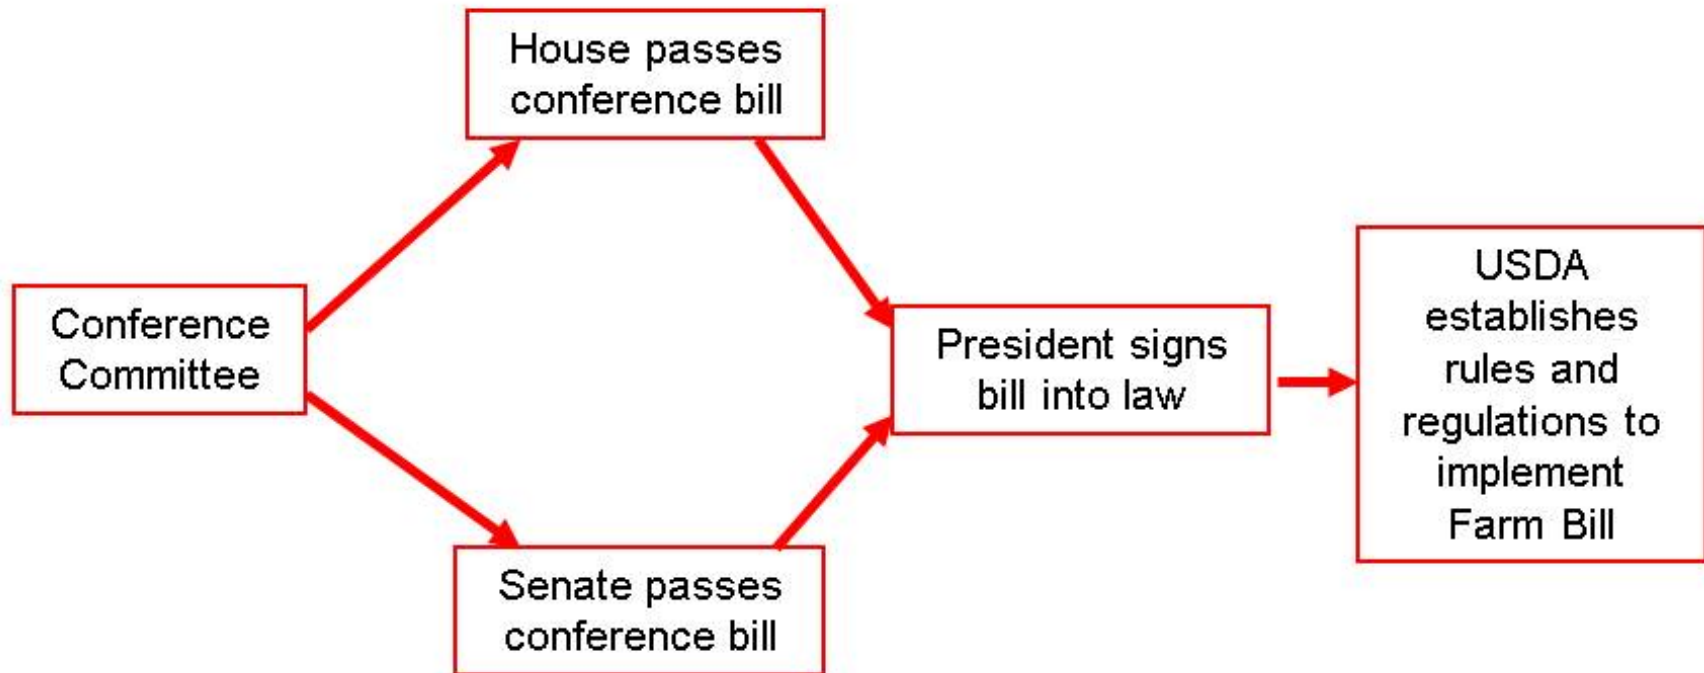 House passes
conference bill
Conference
Committee
President signs
bill into law
USDA
establishes
rules and
regulations to
implement
Farm Bill
Senate passes
conference bill